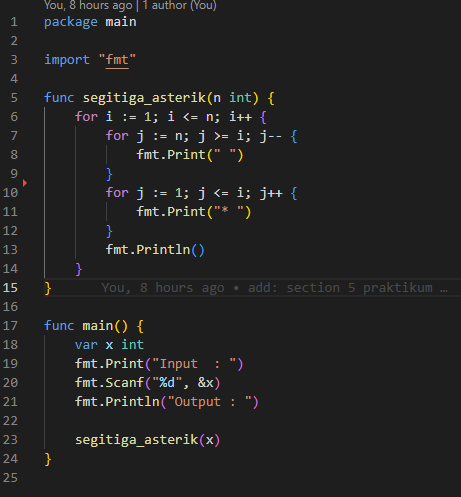 You, 8 hours ago | 1 author (You)
1 package main
2
3 import "fmt"
4
5 func segitiga_asterik(n int) {
6 for i := 1; i <= n; i++ {
7 for j := n; j >= i; j-- {
8 fmt.Print(" ")
9 }
10 for j := 1; j <= i; j++ {
11 fmt.Print("* ")
12 }
13 fmt.Println()
14 }
15 } You, 8 hours ago • add: section 5 praktikum …
16
17 func main() {
18 var x int
19 fmt.Print("Input  : ")
20 fmt.Scanf("%d", &x)
21 fmt.Println("Output : ")
22
23 segitiga_asterik(x)
24 }
25